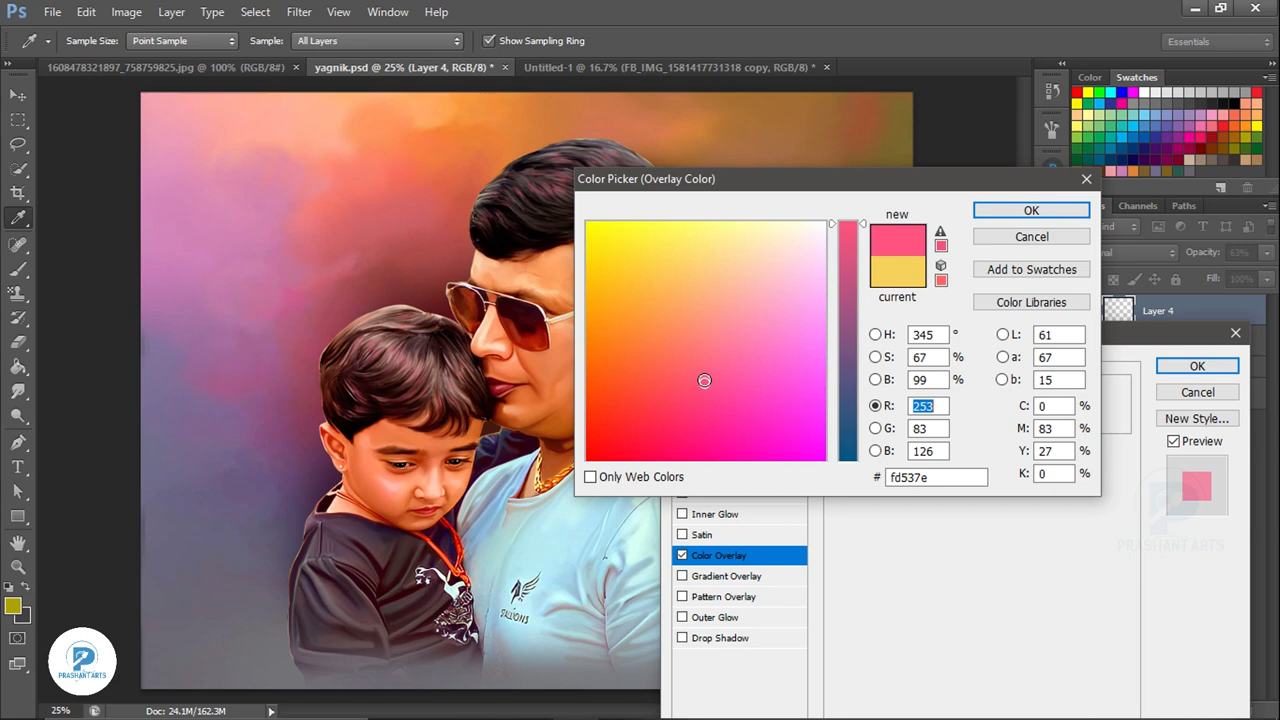 Ps File Edit Image Layer Type Select Filter View Window Help
Sample Size: Point Sample Sample: All Layers Show Sampling Ring Essentials
1608478321897_758759825.jpg @ 100% (RGB/8#) × yagnik.psd @ 25% (Layer 4, RGB/8) * × Untitled-1 @ 16.7% (FB_IMG_1581417731318 copy, RGB/8) * ×
Color Swatches
Color Picker (Overlay Color)
new
OK
Cancel
Add to Swatches
current
Color Libraries
Channels Paths
Opacity: 63%
Fill: 100%
Layer 4
H: 345 ° L: 61
S: 67 % a: 67
B: 99 % b: 15
R: 253 C: 0 %
G: 83 M: 83 %
B: 126 Y: 27 %
K: 0 %
Only Web Colors # fd537e
OK
Cancel
New Style...
Preview
Inner Glow
Satin
Color Overlay
Gradient Overlay
Pattern Overlay
Outer Glow
Drop Shadow
STALLIONS
PRASHANT ARTS
PRASHANT ARTS
25% Doc: 24.1M/162.3M